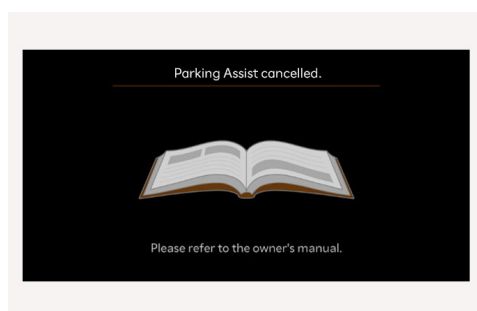 Parking Assist cancelled.
Please refer to the owner's manual.